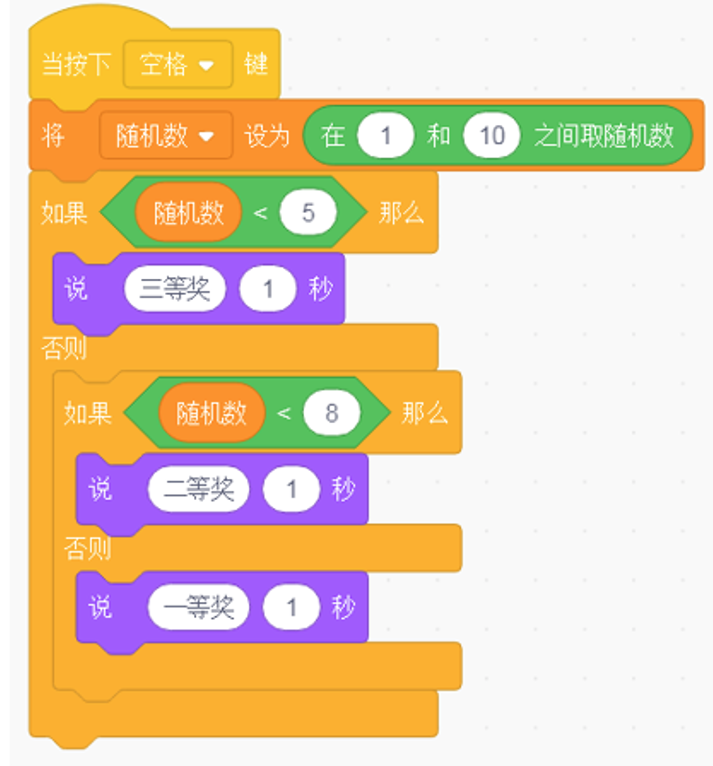 当按下 空格 键
将 随机数 设为 在 1 和 10 之间取随机数
如果 随机数 < 5 那么
说 三等奖 1 秒
否则
如果 随机数 < 8 那么
说 二等奖 1 秒
否则
说 一等奖 1 秒